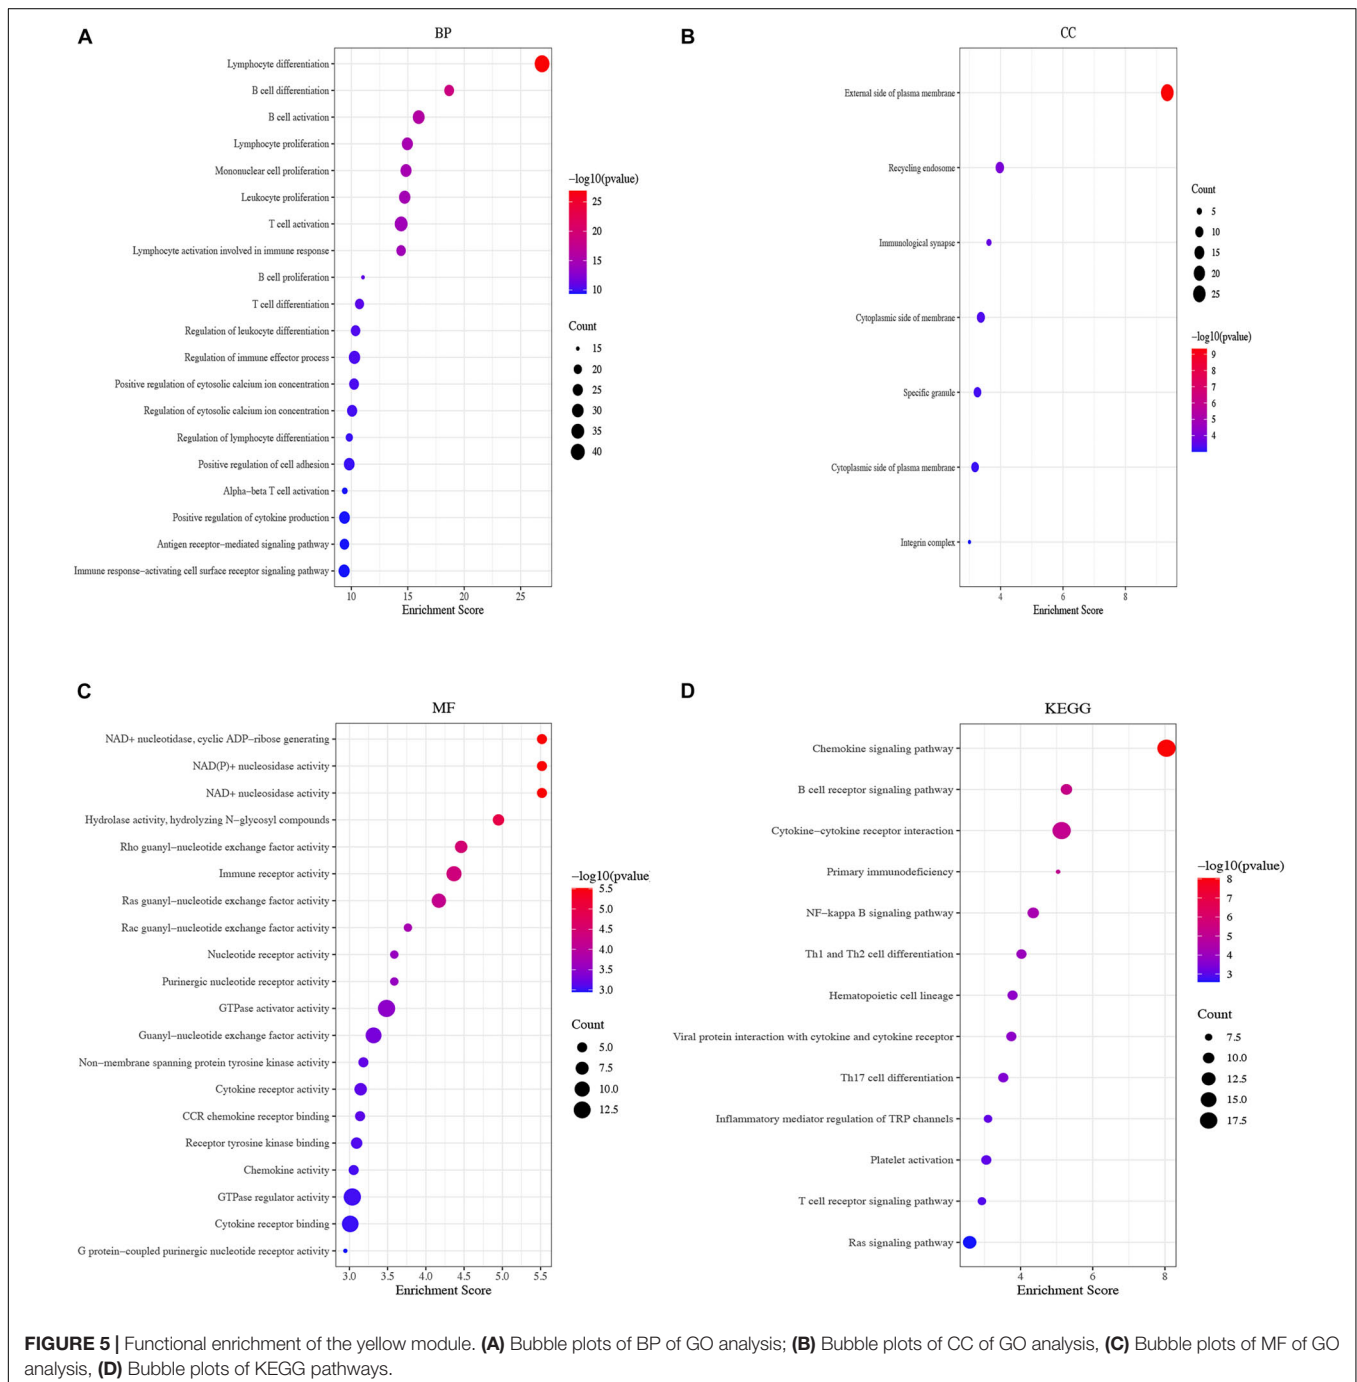 A
BP
Lymphocyte differentiation
B cell differentiation
B cell activation
Lymphocyte proliferation
Mononuclear cell proliferation
Leukocyte proliferation
T cell activation
Lymphocyte activation involved in immune response
B cell proliferation
T cell differentiation
Regulation of leukocyte differentiation
Regulation of immune effector process
Positive regulation of cytosolic calcium ion concentration
Regulation of cytosolic calcium ion concentration
Regulation of lymphocyte differentiation
Positive regulation of cell adhesion
Alpha−beta T cell activation
Positive regulation of cytokine production
Antigen receptor−mediated signaling pathway
Immune response−activating cell surface receptor signaling pathway
10 15 20 25
Enrichment Score
−log10(pvalue)
25
20
15
10
Count
15
20
25
30
35
40
B
CC
External side of plasma membrane
Recycling endosome
Immunological synapse
Cytoplasmic side of membrane
Specific granule
Cytoplasmic side of plasma membrane
Integrin complex
4 6 8
Enrichment Score
Count
5
10
15
20
25
−log10(pvalue)
9
8
7
6
5
4
C
MF
NAD+ nucleotidase, cyclic ADP−ribose generating
NAD(P)+ nucleosidase activity
NAD+ nucleosidase activity
Hydrolase activity, hydrolyzing N−glycosyl compounds
Rho guanyl−nucleotide exchange factor activity
Immune receptor activity
Ras guanyl−nucleotide exchange factor activity
Rac guanyl−nucleotide exchange factor activity
Nucleotide receptor activity
Purinergic nucleotide receptor activity
GTPase activator activity
Guanyl−nucleotide exchange factor activity
Non−membrane spanning protein tyrosine kinase activity
Cytokine receptor activity
CCR chemokine receptor binding
Receptor tyrosine kinase binding
Chemokine activity
GTPase regulator activity
Cytokine receptor binding
G protein−coupled purinergic nucleotide receptor activity
3.0 3.5 4.0 4.5 5.0 5.5
Enrichment Score
−log10(pvalue)
5.5
5.0
4.5
4.0
3.5
3.0
Count
5.0
7.5
10.0
12.5
D
KEGG
Chemokine signaling pathway
B cell receptor signaling pathway
Cytokine−cytokine receptor interaction
Primary immunodeficiency
NF−kappa B signaling pathway
Th1 and Th2 cell differentiation
Hematopoietic cell lineage
Viral protein interaction with cytokine and cytokine receptor
Th17 cell differentiation
Inflammatory mediator regulation of TRP channels
Platelet activation
T cell receptor signaling pathway
Ras signaling pathway
4 6 8
Enrichment Score
−log10(pvalue)
8
7
6
5
4
3
Count
7.5
10.0
12.5
15.0
17.5
FIGURE 5 | Functional enrichment of the yellow module. (A) Bubble plots of BP of GO analysis; (B) Bubble plots of CC of GO analysis, (C) Bubble plots of MF of GO
analysis, (D) Bubble plots of KEGG pathways.